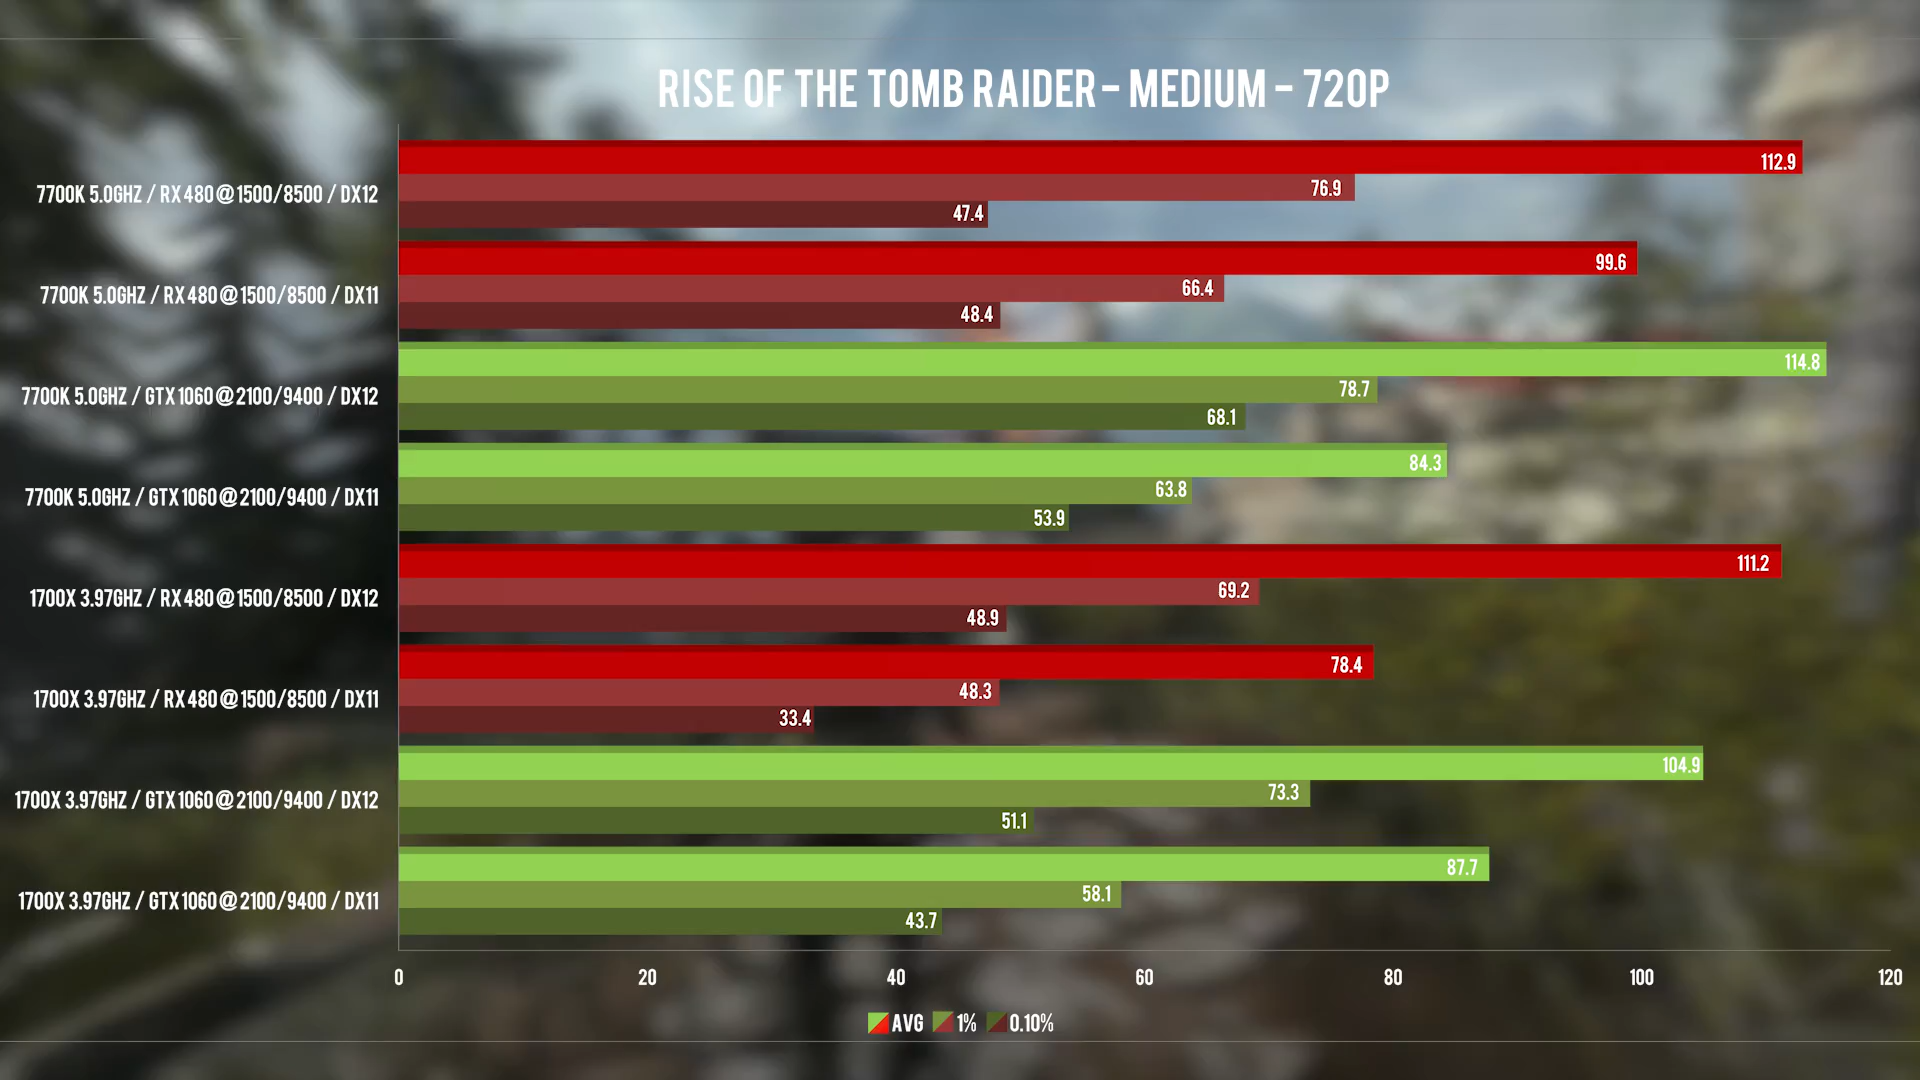 RISE OF THE TOMB RAIDER - MEDIUM - 720P
7700K 5.0GHZ / RX 480@1500/8500 / DX12
112.9
76.9
47.4
7700K 5.0GHZ / RX 480@1500/8500 / DX11
99.6
66.4
48.4
7700K 5.0GHZ / GTX 1060@2100/9400 / DX12
114.8
78.7
68.1
7700K 5.0GHZ / GTX 1060@2100/9400 / DX11
84.3
63.8
53.9
1700X 3.97GHZ / RX 480@1500/8500 / DX12
111.2
69.2
48.9
1700X 3.97GHZ / RX 480@1500/8500 / DX11
78.4
48.3
33.4
1700X 3.97GHZ / GTX 1060@2100/9400 / DX12
104.9
73.3
51.1
1700X 3.97GHZ / GTX 1060@2100/9400 / DX11
87.7
58.1
43.7
0 20 40 60 80 100 120
AVG 1% 0.10%